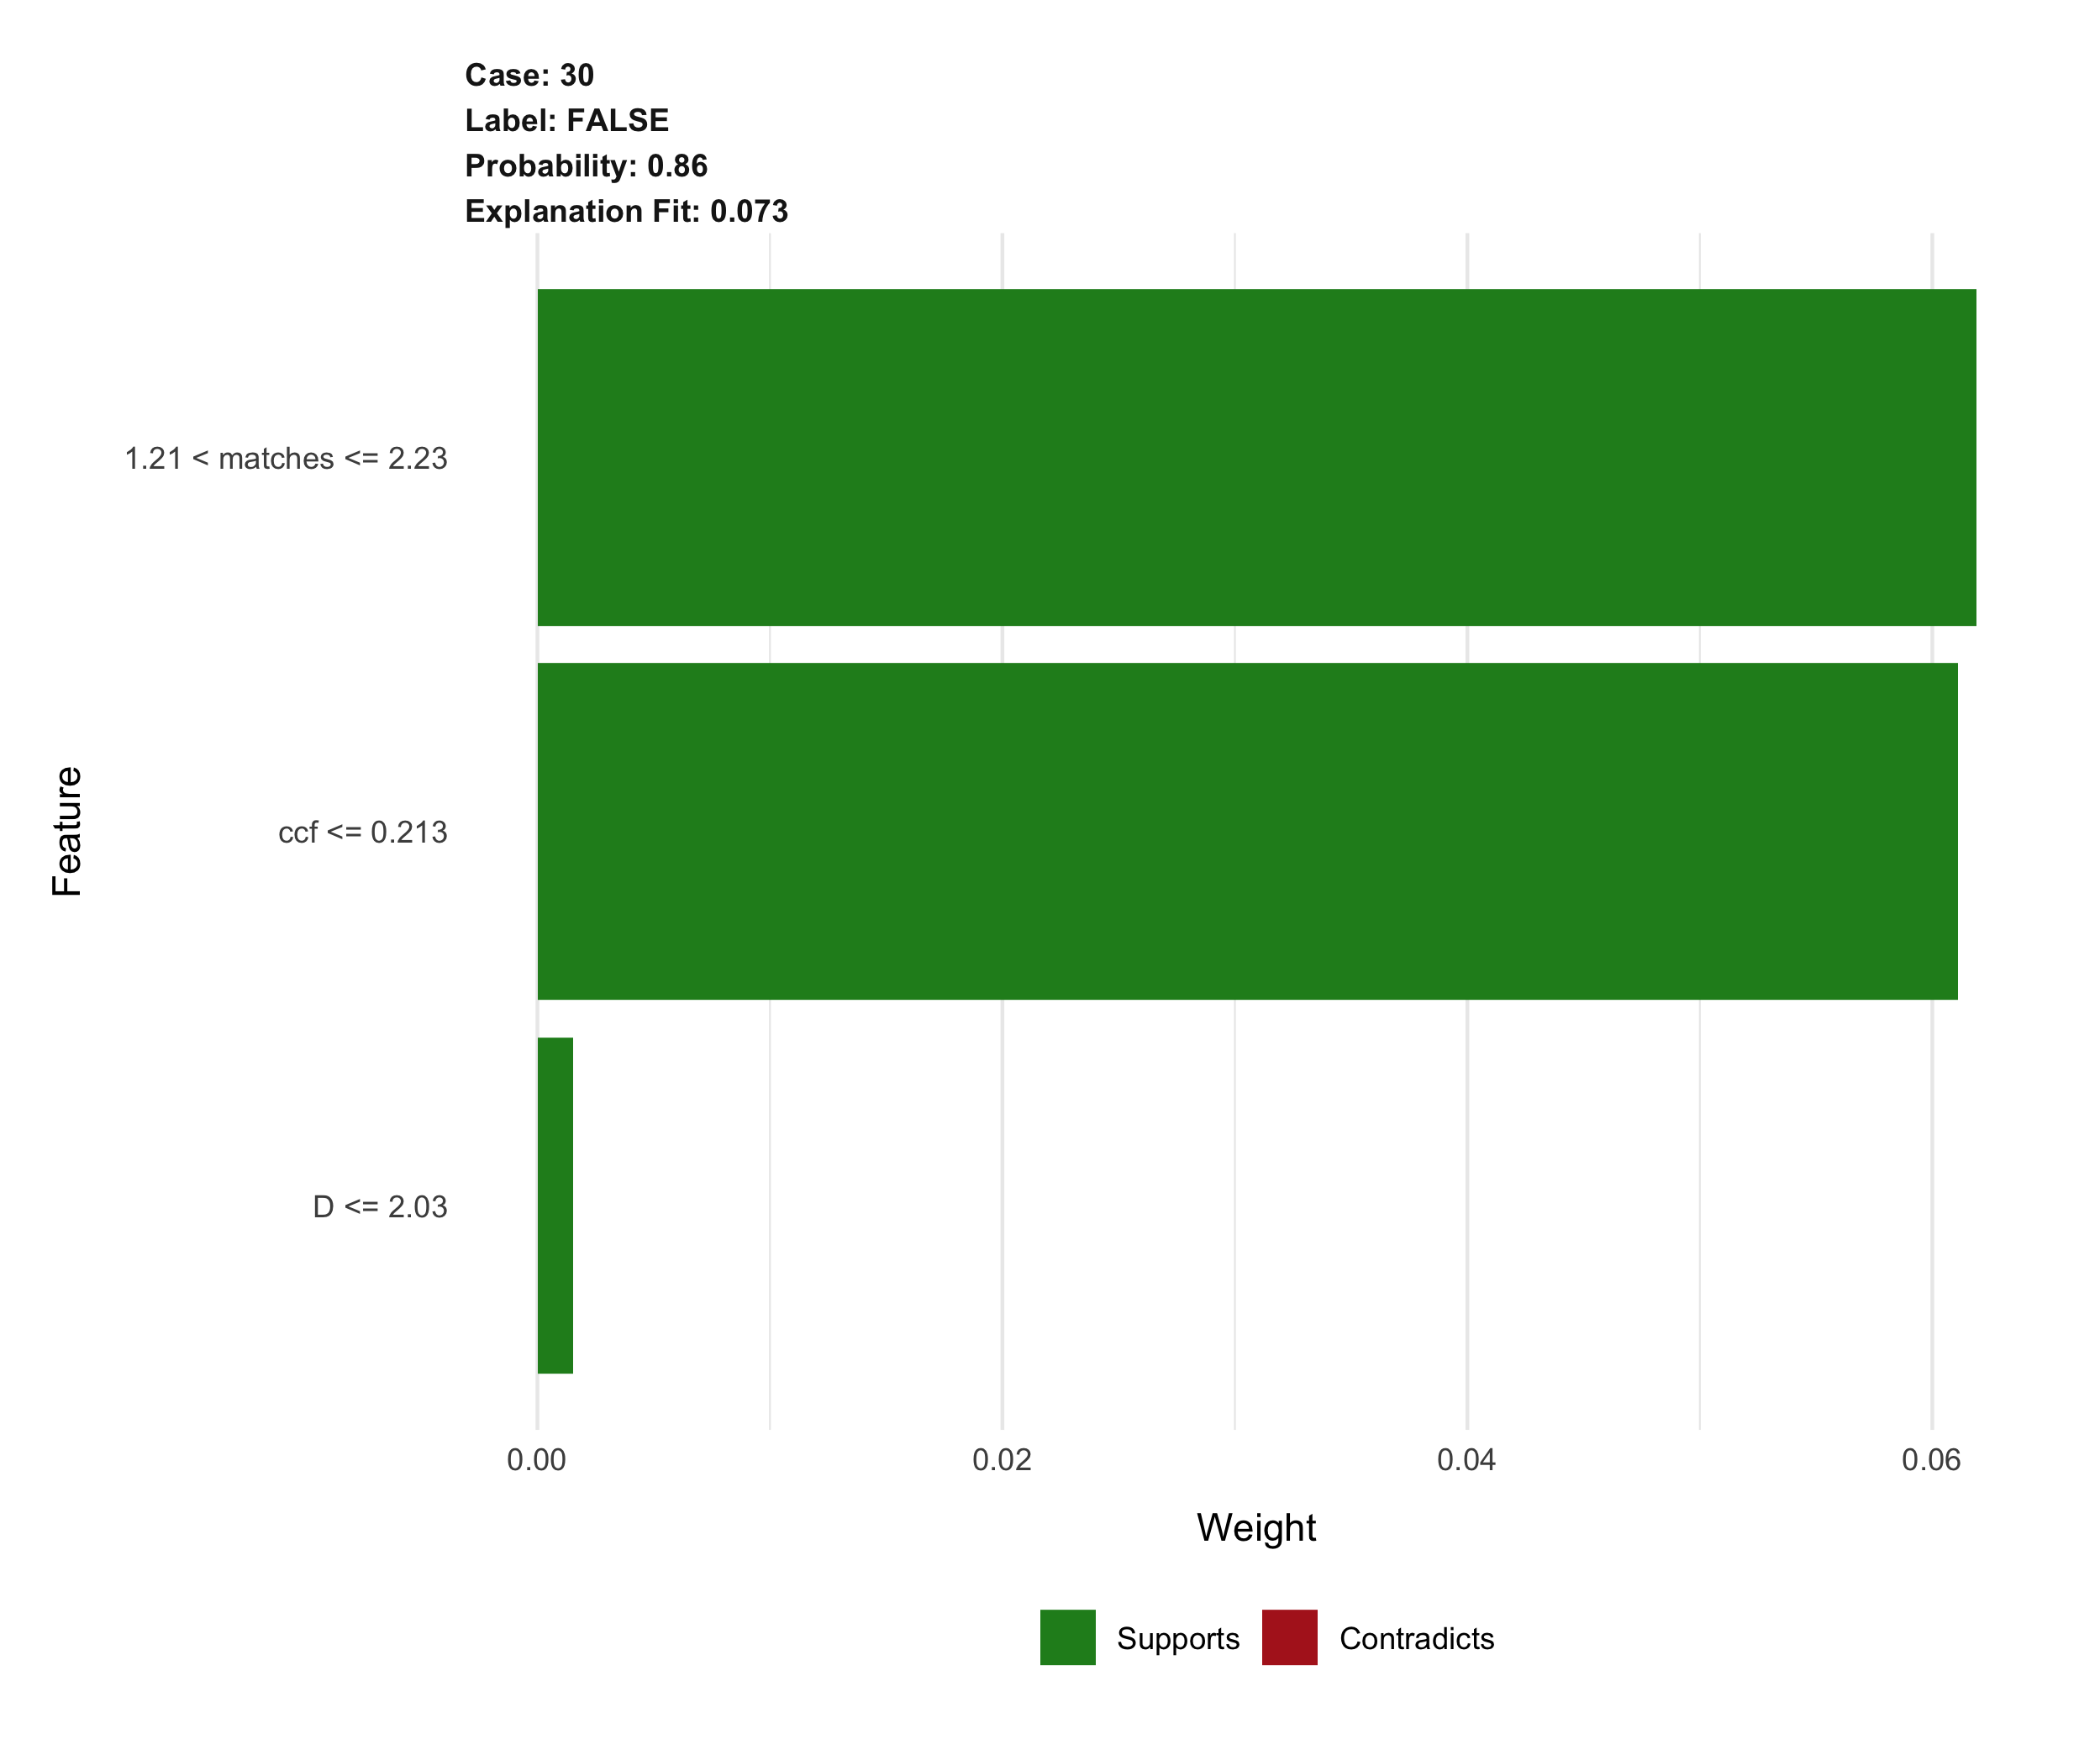 Case: 30
Label: FALSE
Probability: 0.86
Explanation Fit: 0.073
Feature
1.21 < matches <= 2.23
ccf <= 0.213
D <= 2.03
0.00 0.02 0.04 0.06
Weight
Supports Contradicts